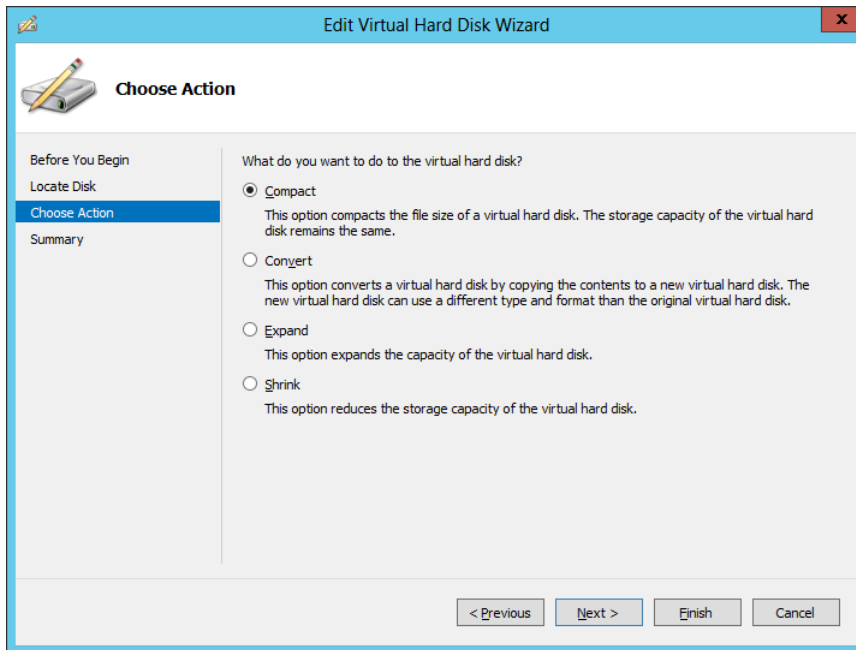 Edit Virtual Hard Disk Wizard
x
Choose Action
Before You Begin
Locate Disk
Choose Action
Summary
What do you want to do to the virtual hard disk?
Compact
This option compacts the file size of a virtual hard disk. The storage capacity of the virtual hard
disk remains the same.
Convert
This option converts a virtual hard disk by copying the contents to a new virtual hard disk. The
new virtual hard disk can use a different type and format than the original virtual hard disk.
Expand
This option expands the capacity of the virtual hard disk.
Shrink
This option reduces the storage capacity of the virtual hard disk.
< Previous
Next >
Finish
Cancel